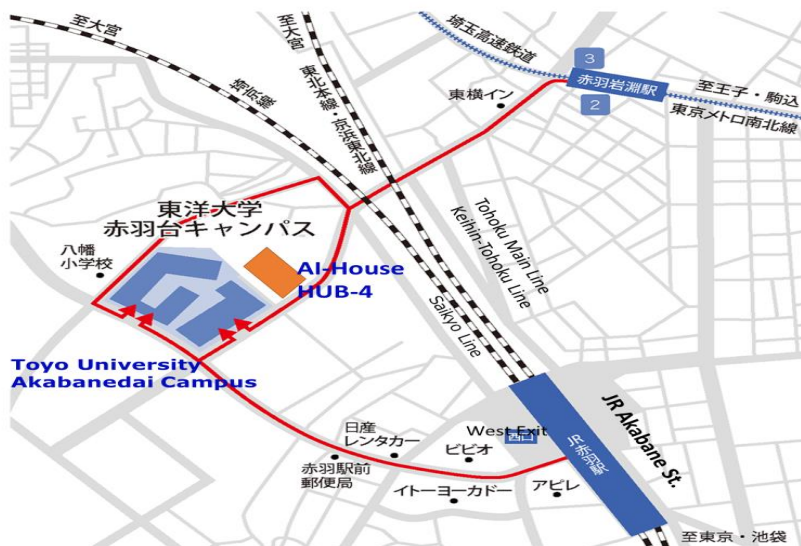 至大宮
埼京線
至大宮
東北本線・京浜東北線
埼玉高速鉄道
3
赤羽岩淵駅
2
至王子・駒込
東京メトロ南北線
東横イン
東洋大学
赤羽台キャンパス
八幡
小学校
AI-House
HUB-4
Tohoku Main Line
Keihin-Tohoku Line
Saikyo Line
Toyo University
Akabanedai Campus
JR Akabane St.
West Exit
西口
JR赤羽駅
日産
レンタカー
ビビオ
赤羽駅前
郵便局
イトーヨーカドー
アピレ
至東京・池袋